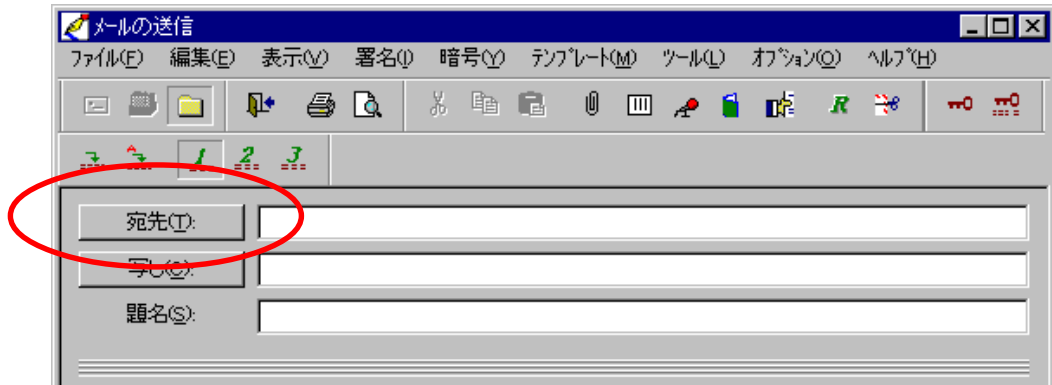 メールの送信
ファイル(F) 編集(E) 表示(V) 署名(I) 暗号(Y) テンプレート(M) ツール(L) オプション(O) ヘルプ(H)
R
1 2 3
宛先(T):
写し(C):
題名(S):